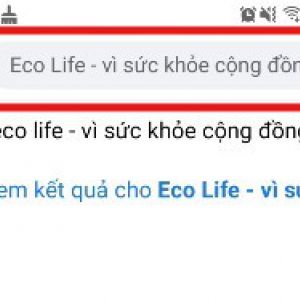 Eco Life - vì sức khỏe cộng đồn
eco life - vì sức khỏe cộng đồng
em kết quả cho Eco Life - vì sứ